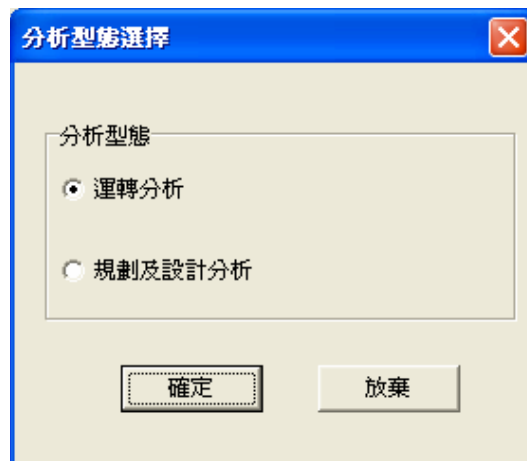 分析型態選擇
分析型態
運轉分析
規劃及設計分析
確定
放棄